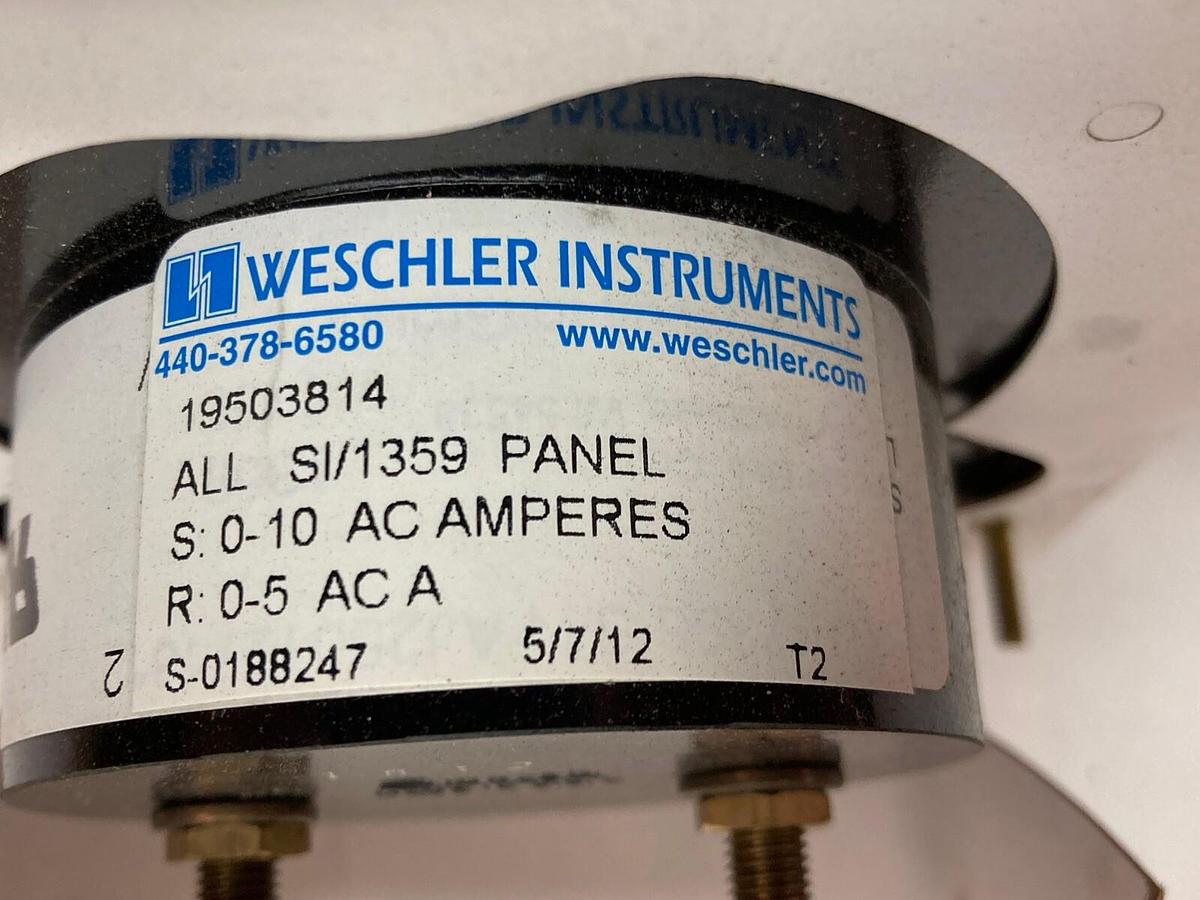 WESCHLER INSTRUMENTS
440-378-6580 www.weschler.com
19503814
ALL SI/1359 PANEL
S: 0-10 AC AMPERES
R: 0-5 AC A
S-0188247 5/7/12 T2
2